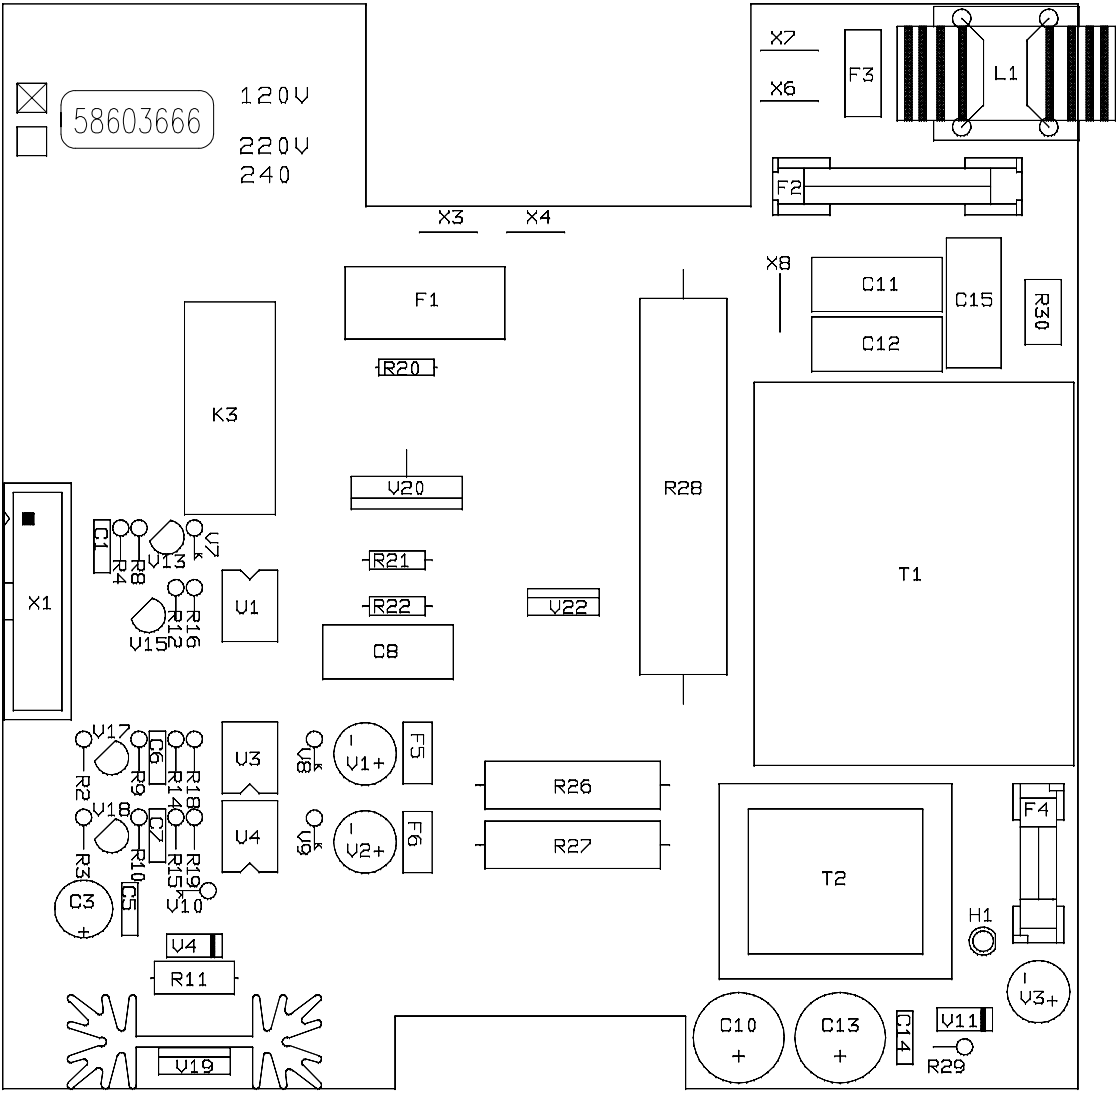 X7
F3
L1
X6
120V
58603666
220V
240
F2
X3
X4
X8
C11
C15
R30
F1
C12
R20
K3
V20
R28
C1
R4
R8
V13
V7
K
R21
T1
X1
U1
V22
R22
V15
R12
R16
C8
V17
C6
U3
V8
K
V1+
F5
R2
R9
R14
R18
R26
V18
C7
U4
V9
K
V2+
F6
R27
F4
R3
R10
R15
R19
T2
C3
+
C5
K
V10
H1
V4
R11
V3+
C10
+
C13
+
C14
V11
R29
V19